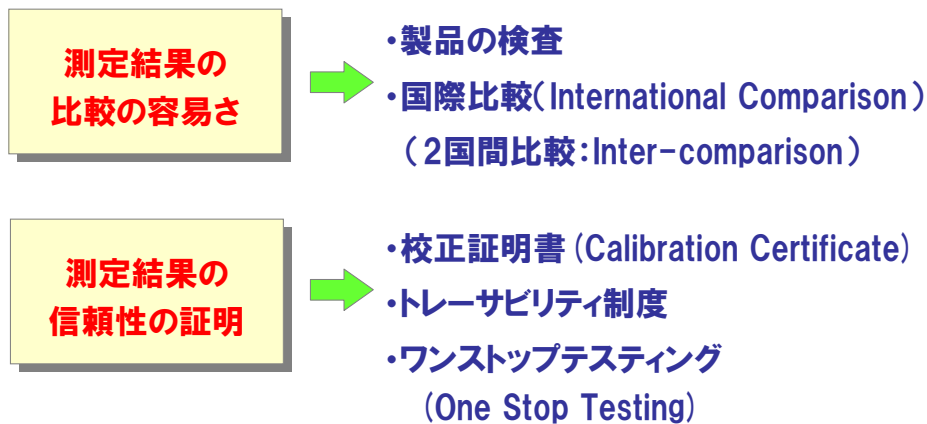 測定結果の
比較の容易さ
・製品の検査
・国際比較(International Comparison)
(2国間比較:Inter-comparison)
測定結果の
信頼性の証明
・校正証明書(Calibration Certificate)
・トレーサビリティ制度
・ワンストップテスティング
(One Stop Testing)